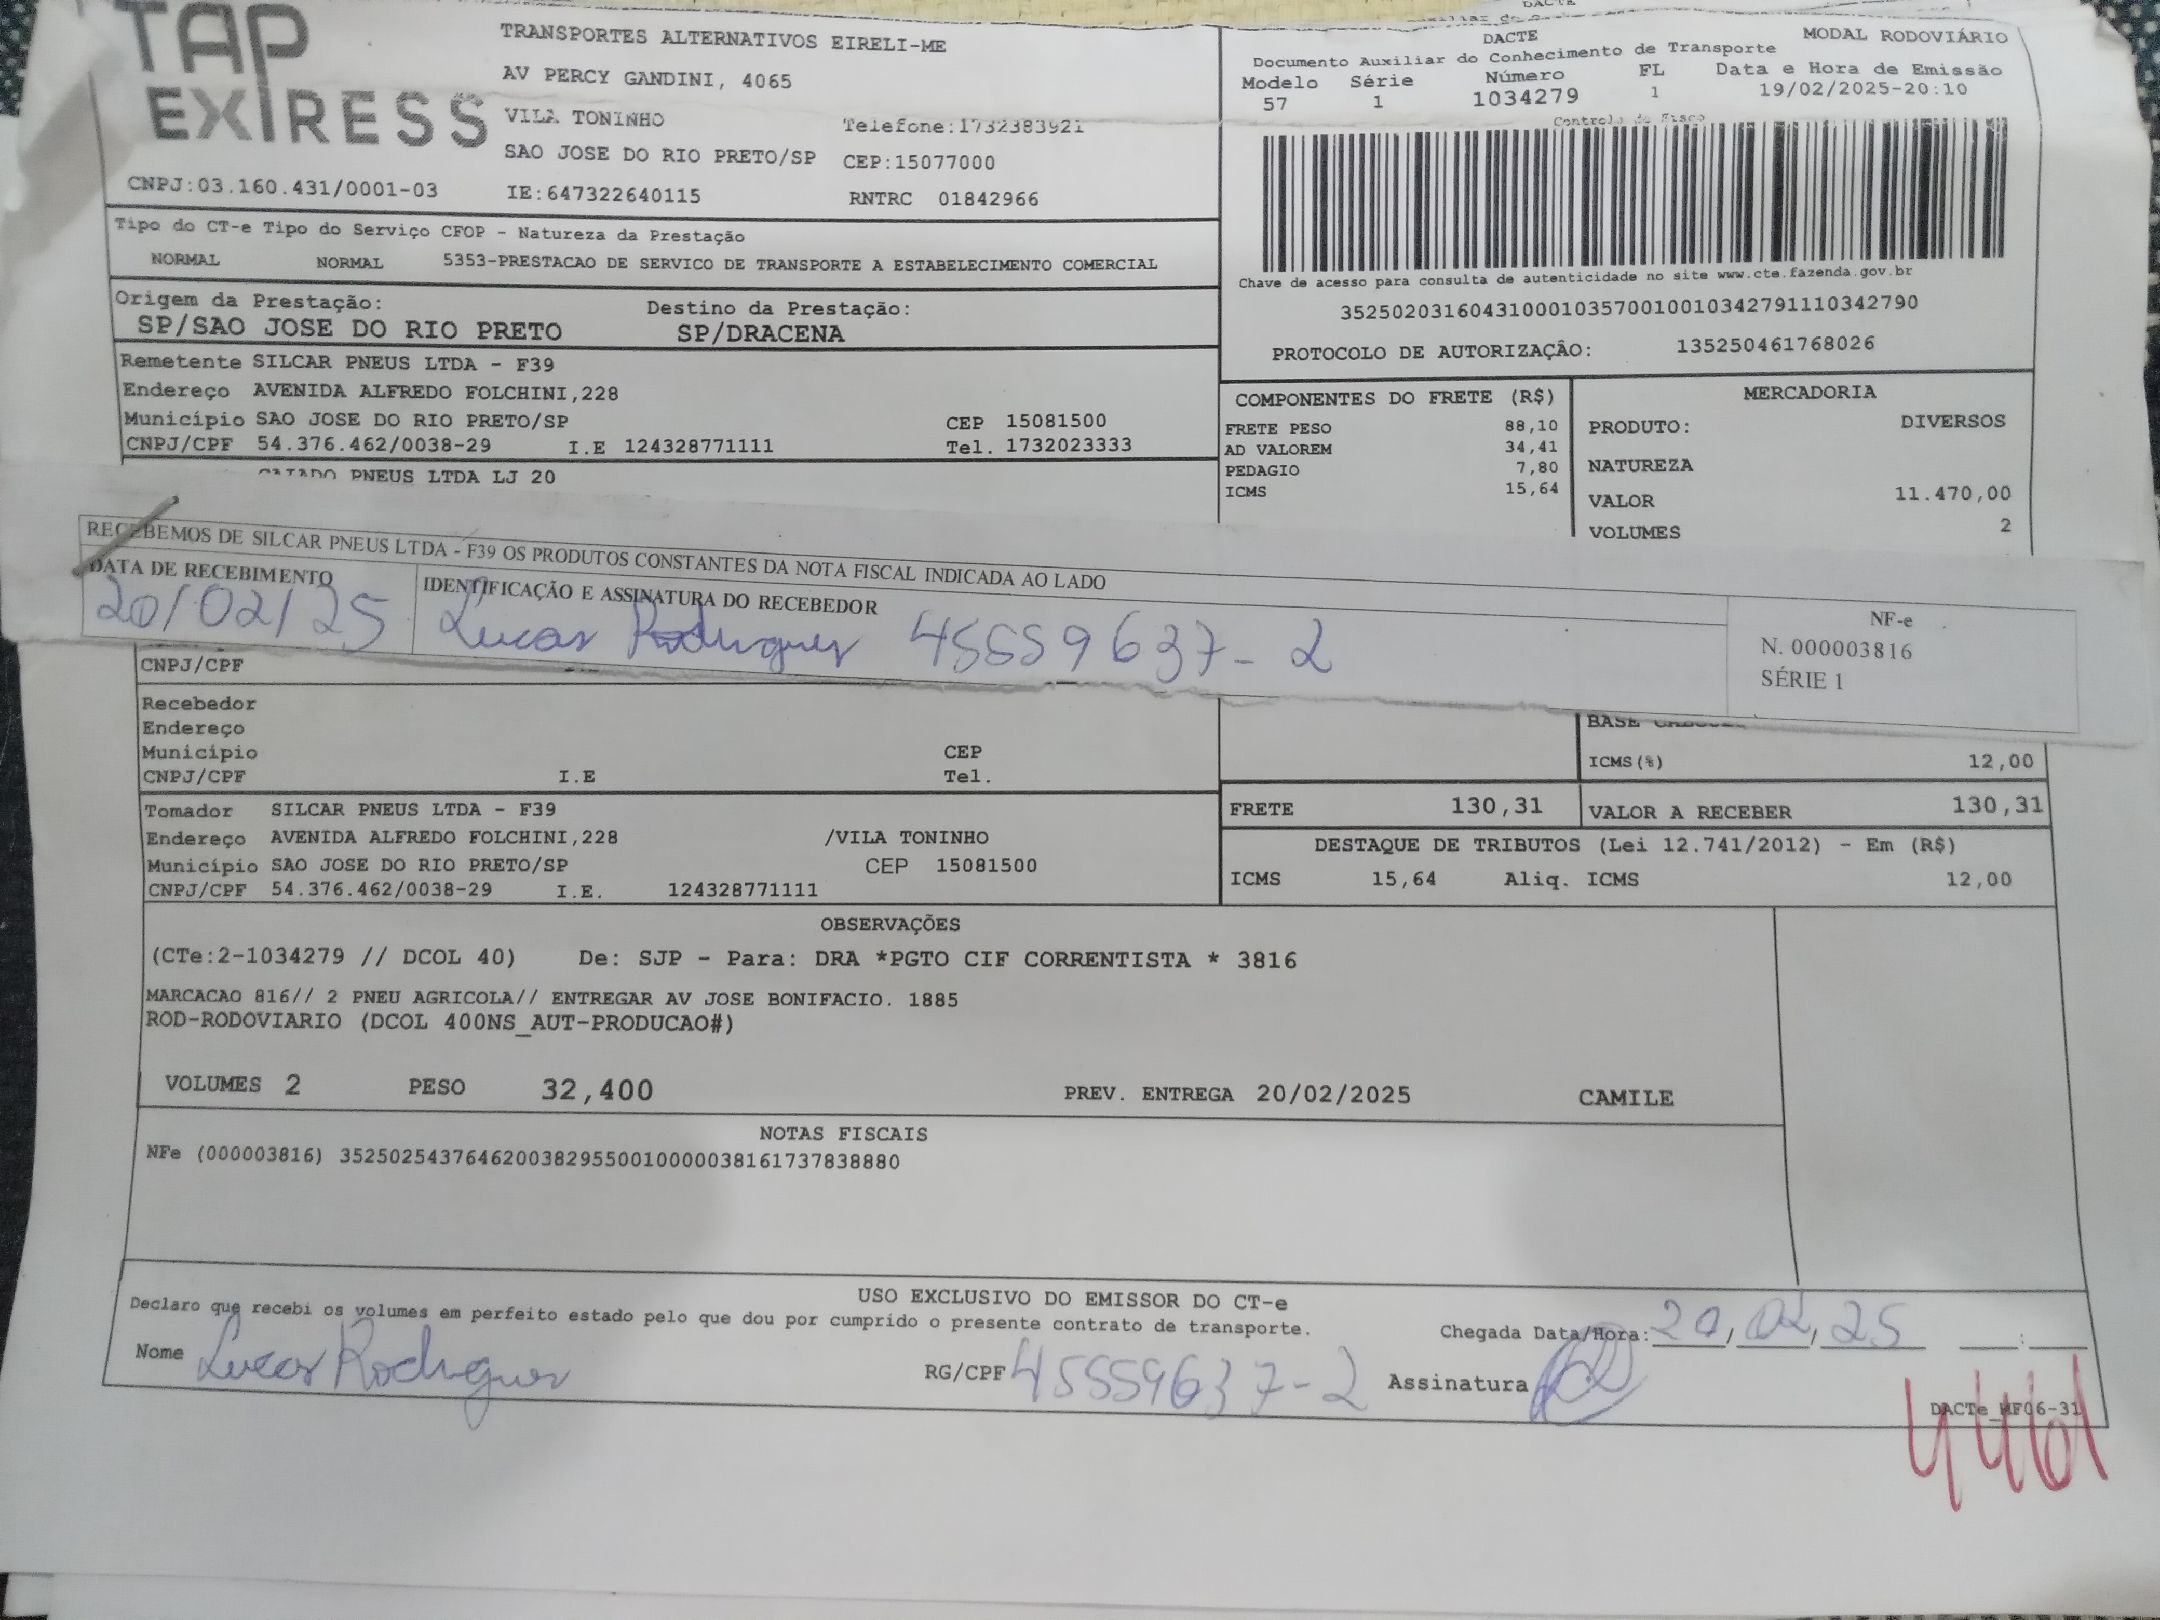 TAP EXPRESS
TRANSPORTES ALTERNATIVOS EIRELI-ME
AV PERCY GANDINI, 4065
VILA TONINHO Telefone:1732383921
SAO JOSE DO RIO PRETO/SP CEP:15077000
CNPJ:03.160.431/0001-03 IE:647322640115 RNTRC 01842966
DACTE MODAL RODOVIÁRIO
Documento Auxiliar do Conhecimento de Transporte
Modelo Série Número FL Data e Hora de Emissão
57 1 1034279 1 19/02/2025-20:10
Controle do Fisco
Chave de acesso para consulta de autenticidade no site www.cte.fazenda.gov.br
35250203160431000103570010010342791110342790
PROTOCOLO DE AUTORIZAÇÃO: 135250461768026
Tipo do CT-e Tipo do Serviço CFOP - Natureza da Prestação
NORMAL NORMAL 5353-PRESTACAO DE SERVICO DE TRANSPORTE A ESTABELECIMENTO COMERCIAL
Origem da Prestação: Destino da Prestação:
SP/SAO JOSE DO RIO PRETO SP/DRACENA
Remetente SILCAR PNEUS LTDA - F39
Endereço AVENIDA ALFREDO FOLCHINI,228
Município SAO JOSE DO RIO PRETO/SP CEP 15081500
CNPJ/CPF 54.376.462/0038-29 I.E 124328771111 Tel. 1732023333
PNEUS LTDA LJ 20
COMPONENTES DO FRETE (R$)
FRETE PESO 88,10
AD VALOREM 34,41
PEDAGIO 7,80
ICMS 15,64
MERCADORIA
PRODUTO: DIVERSOS
NATUREZA
VALOR 11.470,00
VOLUMES 2
RECEBEMOS DE SILCAR PNEUS LTDA - F39 OS PRODUTOS CONSTANTES DA NOTA FISCAL INDICADA AO LADO
DATA DE RECEBIMENTO IDENTIFICAÇÃO E ASSINATURA DO RECEBEDOR
20/02/25 Lucas Rodrigues 45559637-2
NF-e
N. 000003816
SÉRIE 1
CNPJ/CPF
Recebedor
Endereço
Município CEP
CNPJ/CPF I.E Tel.
BASE
ICMS(%) 12,00
FRETE 130,31 VALOR A RECEBER 130,31
Tomador SILCAR PNEUS LTDA - F39
Endereço AVENIDA ALFREDO FOLCHINI,228 /VILA TONINHO
Município SAO JOSE DO RIO PRETO/SP CEP 15081500
CNPJ/CPF 54.376.462/0038-29 I.E. 124328771111
DESTAQUE DE TRIBUTOS (Lei 12.741/2012) - Em (R$)
ICMS 15,64 Aliq. ICMS 12,00
OBSERVAÇÕES
(CTe:2-1034279 // DCOL 40) De: SJP - Para: DRA *PGTO CIF CORRENTISTA * 3816
MARCACAO 816// 2 PNEU AGRICOLA// ENTREGAR AV JOSE BONIFACIO. 1885
ROD-RODOVIARIO (DCOL 400NS_AUT-PRODUCAO#)
VOLUMES 2 PESO 32,400 PREV. ENTREGA 20/02/2025 CAMILE
NOTAS FISCAIS
NFe (000003816) 35250254376462003829550010000038161737838880
USO EXCLUSIVO DO EMISSOR DO CT-e
Declaro que recebi os volumes em perfeito estado pelo que dou por cumprido o presente contrato de transporte.
Chegada Data/Hora: 20/02/25 :
Nome Lucas Rodrigues RG/CPF 45559637-2 Assinatura
DACTe_MF06-31